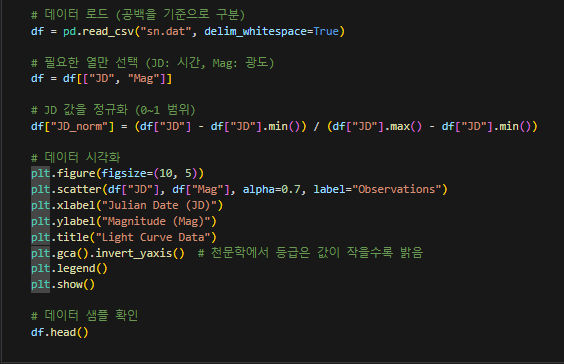 # 데이터 로드 (공백을 기준으로 구분)
df = pd.read_csv("sn.dat", delim_whitespace=True)
# 필요한 열만 선택 (JD: 시간, Mag: 광도)
df = df[["JD", "Mag"]]
# JD 값을 정규화 (0~1 범위)
df["JD_norm"] = (df["JD"] - df["JD"].min()) / (df["JD"].max() - df["JD"].min())
# 데이터 시각화
plt.figure(figsize=(10, 5))
plt.scatter(df["JD"], df["Mag"], alpha=0.7, label="Observations")
plt.xlabel("Julian Date (JD)")
plt.ylabel("Magnitude (Mag)")
plt.title("Light Curve Data")
plt.gca().invert_yaxis()  # 천문학에서 등급은 값이 작을수록 밝음
plt.legend()
plt.show()
# 데이터 샘플 확인
df.head()